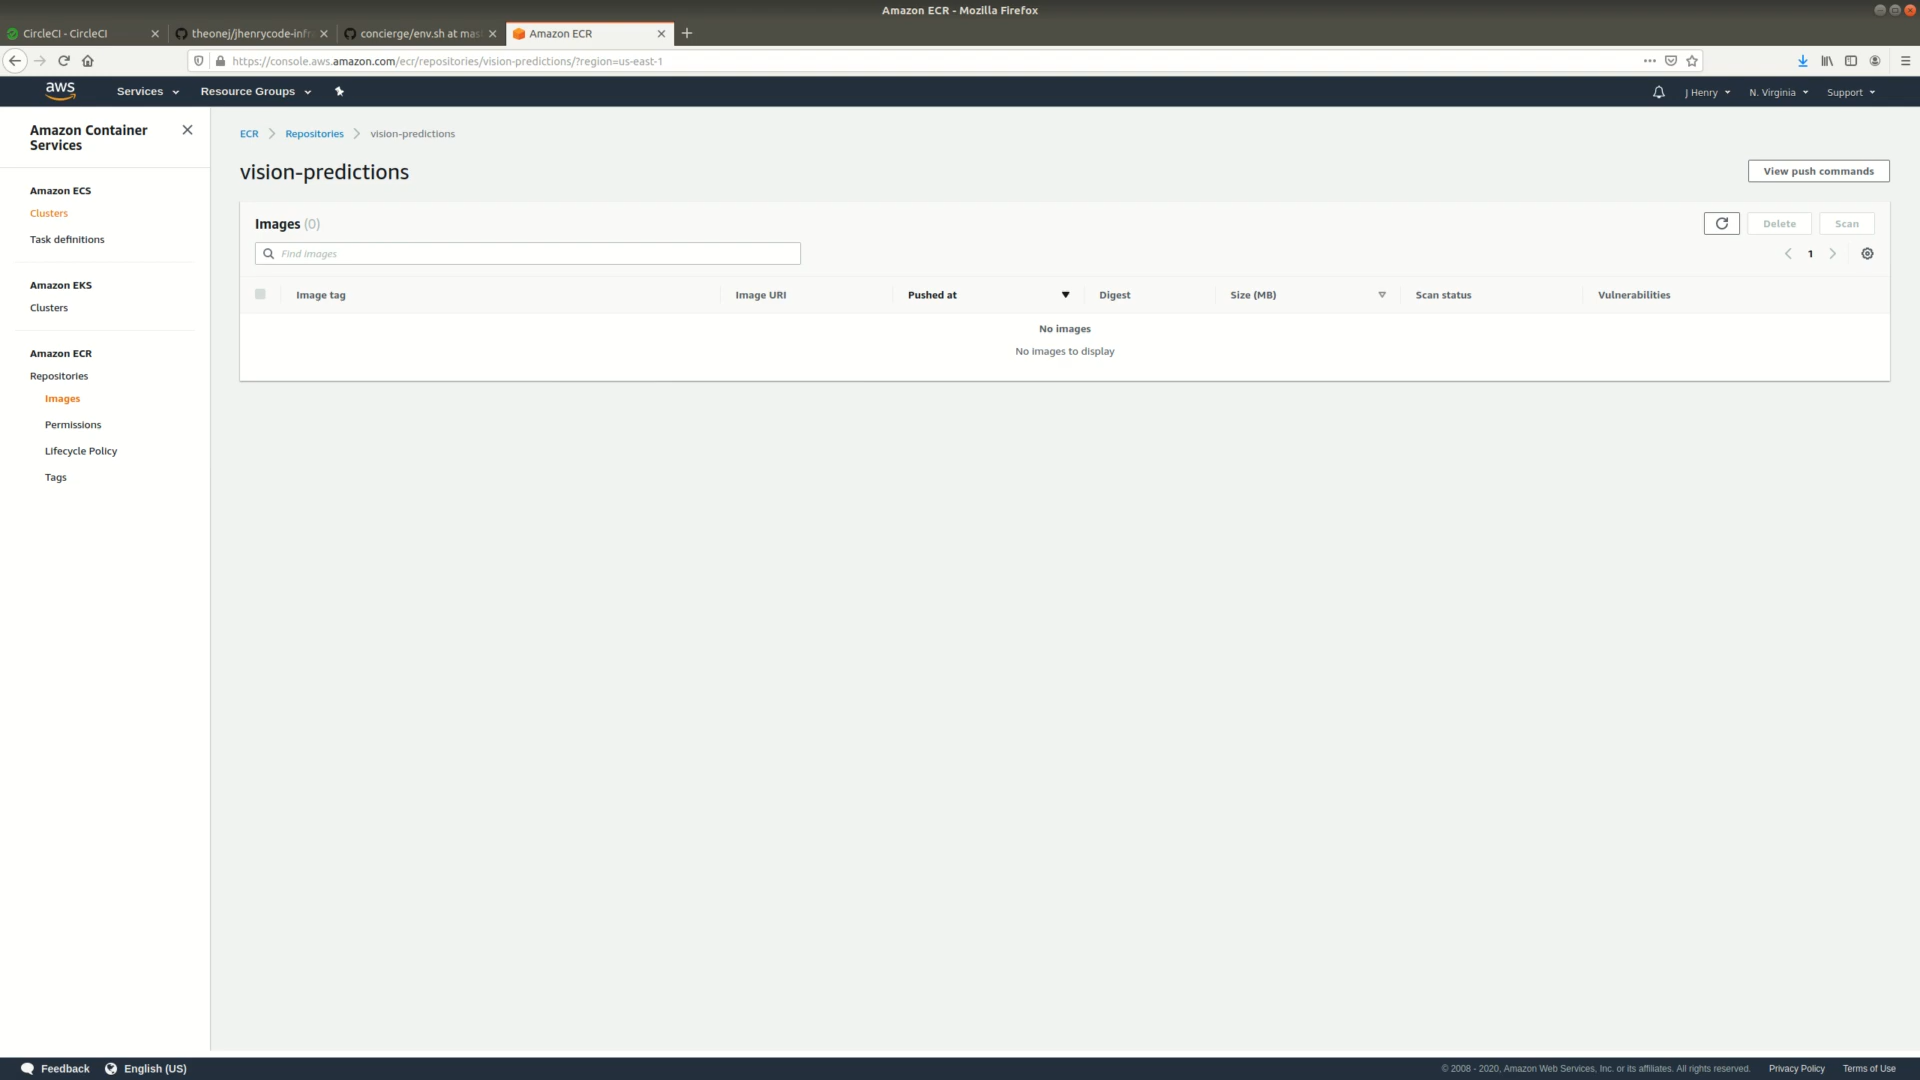 Amazon ECR - Mozilla Firefox
CircleCI - CircleCI
theonej/jhenrycode-infr
concierge/env.sh at mas
Amazon ECR
https://console.aws.amazon.com/ecr/repositories/vision-predictions/?region=us-east-1
aws
Services
Resource Groups
J Henry
N. Virginia
Support
Amazon Container
Services
Amazon ECS
Clusters
Task definitions
Amazon EKS
Clusters
Amazon ECR
Repositories
Images
Permissions
Lifecycle Policy
Tags
ECR
Repositories
vision-predictions
vision-predictions
View push commands
Images (0)
Delete
Scan
Find images
1
Image tag
Image URI
Pushed at
Digest
Size (MB)
Scan status
Vulnerabilities
No images
No images to display
Feedback
English (US)
© 2008 - 2020, Amazon Web Services, Inc. or its affiliates. All rights reserved.
Privacy Policy
Terms of Use